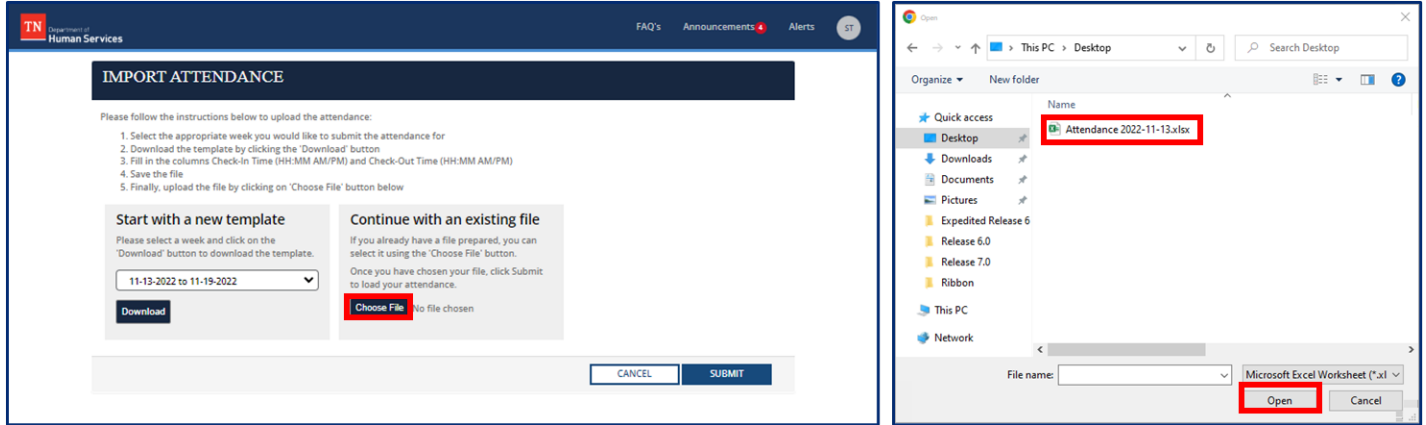 TN Department of
Human Services
FAQ's Announcements 4 Alerts ST
IMPORT ATTENDANCE
Please follow the instructions below to upload the attendance:
1. Select the appropriate week you would like to submit the attendance for
2. Download the template by clicking the 'Download' button
3. Fill in the columns Check-In Time (HH:MM AM/PM) and Check-Out Time (HH:MM AM/PM)
4. Save the file
5. Finally, upload the file by clicking on 'Choose File' button below
Start with a new template
Please select a week and click on the
'Download' button to download the template.
11-13-2022 to 11-19-2022
Download
Continue with an existing file
If you already have a file prepared, you can
select it using the 'Choose File' button.
Once you have chosen your file, click Submit
to load your attendance.
Choose File No file chosen
CANCEL SUBMIT
Open
This PC > Desktop
Search Desktop
Organize New folder
Name
Quick access
Desktop
Downloads
Documents
Pictures
Expedited Release 6
Release 6.0
Release 7.0
Ribbon
This PC
Network
Attendance 2022-11-13.xlsx
File name: Microsoft Excel Worksheet (*.xl
Open Cancel